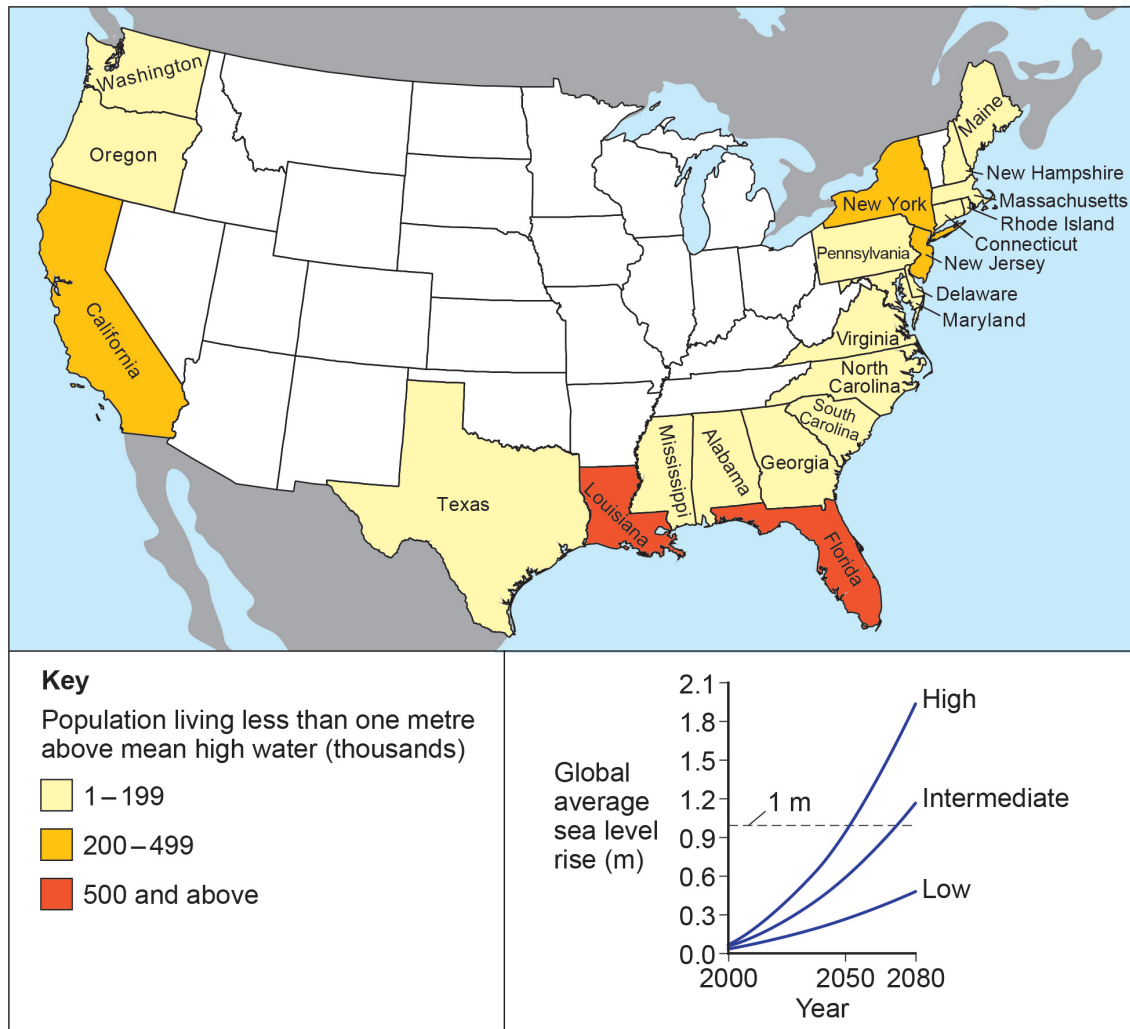 Washington
Oregon
California
Texas
Louisiana
Mississippi
Alabama
Georgia
Florida
South
Carolina
North
Carolina
Virginia
Pennsylvania
New York
Maine
New Hampshire
Massachusetts
Rhode Island
Connecticut
New Jersey
Delaware
Maryland
Key
Population living less than one metre
above mean high water (thousands)
1–199
200–499
500 and above
Global
average
sea level
rise (m)
2.1
1.8
1.5
1.2
0.9
0.6
0.3
0.0
1 m
High
Intermediate
Low
2000
2050
2080
Year